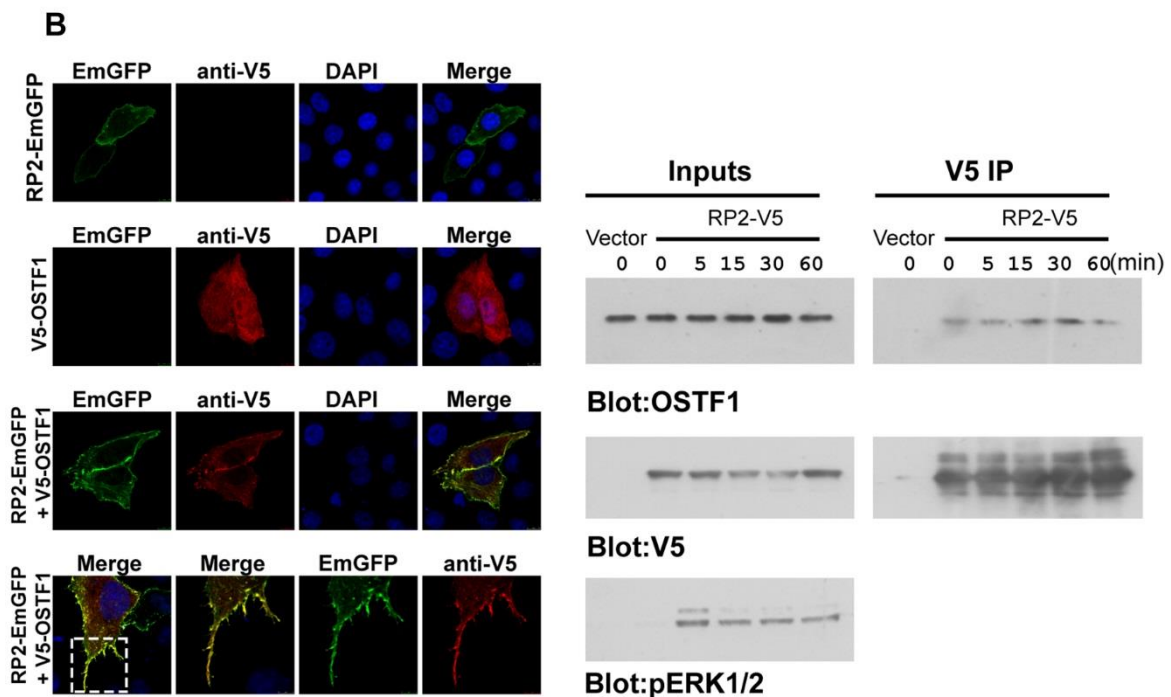 B
EmGFP anti-V5 DAPI Merge
RP2-EmGFP
EmGFP anti-V5 DAPI Merge
V5-OSTF1
EmGFP anti-V5 DAPI Merge
RP2-EmGFP
+ V5-OSTF1
Merge Merge EmGFP anti-V5
RP2-EmGFP
+ V5-OSTF1
Inputs
RP2-V5
Vector
0 0 5 15 30 60
V5 IP
RP2-V5
Vector
0 0 5 15 30 60(min)
Blot:OSTF1
Blot:V5
Blot:pERK1/2